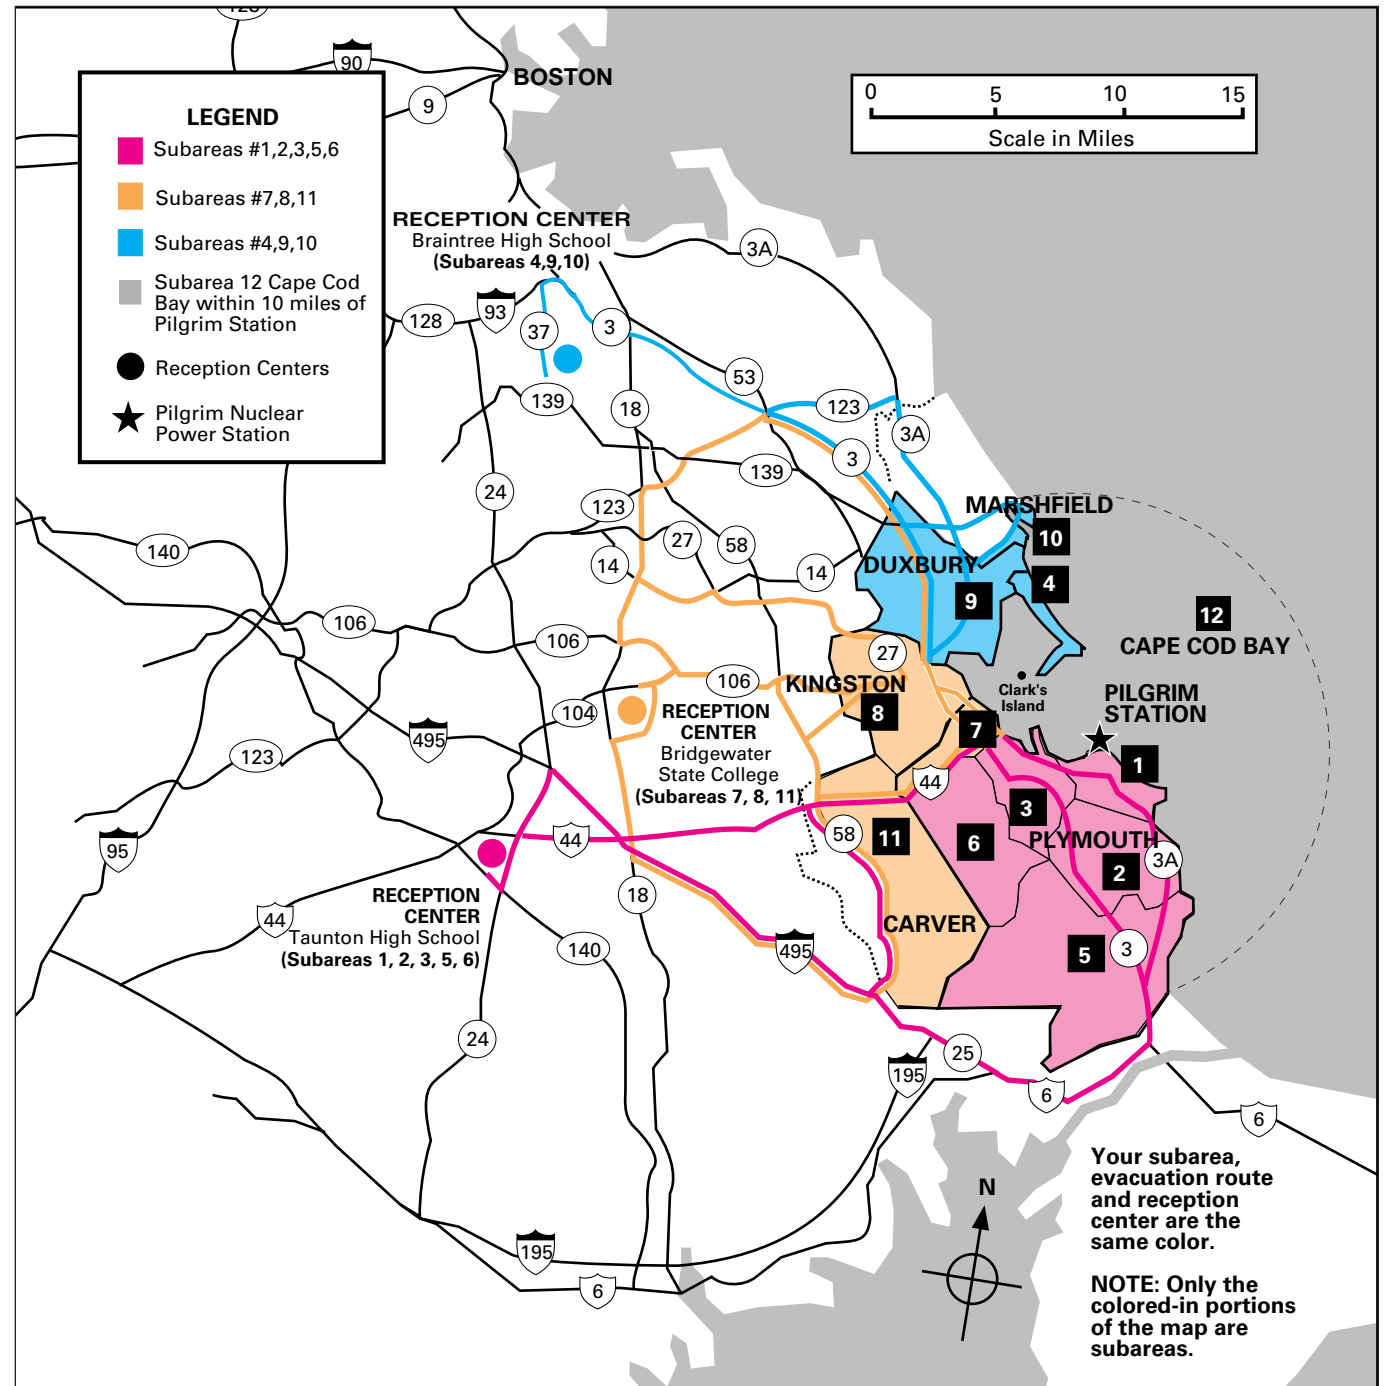 128
90
BOSTON
9
LEGEND
Subareas #1,2,3,5,6
Subareas #7,8,11
Subareas #4,9,10
Subarea 12 Cape Cod
Bay within 10 miles of
Pilgrim Station
Reception Centers
Pilgrim Nuclear
Power Station
0 5 10 15
Scale in Miles
RECEPTION CENTER
Braintree High School
(Subareas 4,9,10)
3A
93
128
37
3
53
139
18
123
3A
3
139
24
123
MARSHFIELD
10
27
58
140
14
14
DUXBURY
4
9
12
CAPE COD BAY
106
106
27
106
KINGSTON
Clark's
Island
PILGRIM
STATION
8
7
104
RECEPTION
CENTER
Bridgewater
State College
(Subareas 7, 8, 11)
495
123
1
44
3
58
11
6
PLYMOUTH
3A
2
44
95
RECEPTION
CENTER
Taunton High School
(Subareas 1, 2, 3, 5, 6)
18
44
CARVER
140
495
5
3
24
25
195
6
6
Your subarea,
evacuation route
and reception
center are the
same color.
NOTE: Only the
colored-in portions
of the map are
subareas.
N
195
6